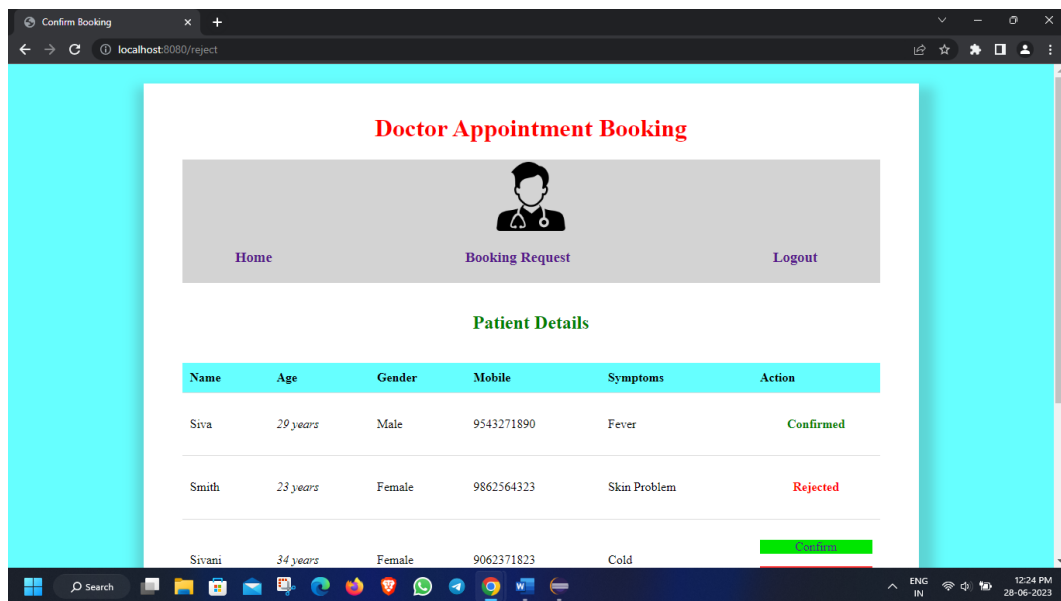 Confirm Booking
localhost:8080/reject
Doctor Appointment Booking
Home Booking Request Logout
Patient Details
Name Age Gender Mobile Symptoms Action
Siva 29 years Male 9543271890 Fever Confirmed
Smith 23 years Female 9862564323 Skin Problem Rejected
Confirm
Sivani 34 years Female 9062371823 Cold
Search
W
ENG
IN
12:24 PM
28-06-2023